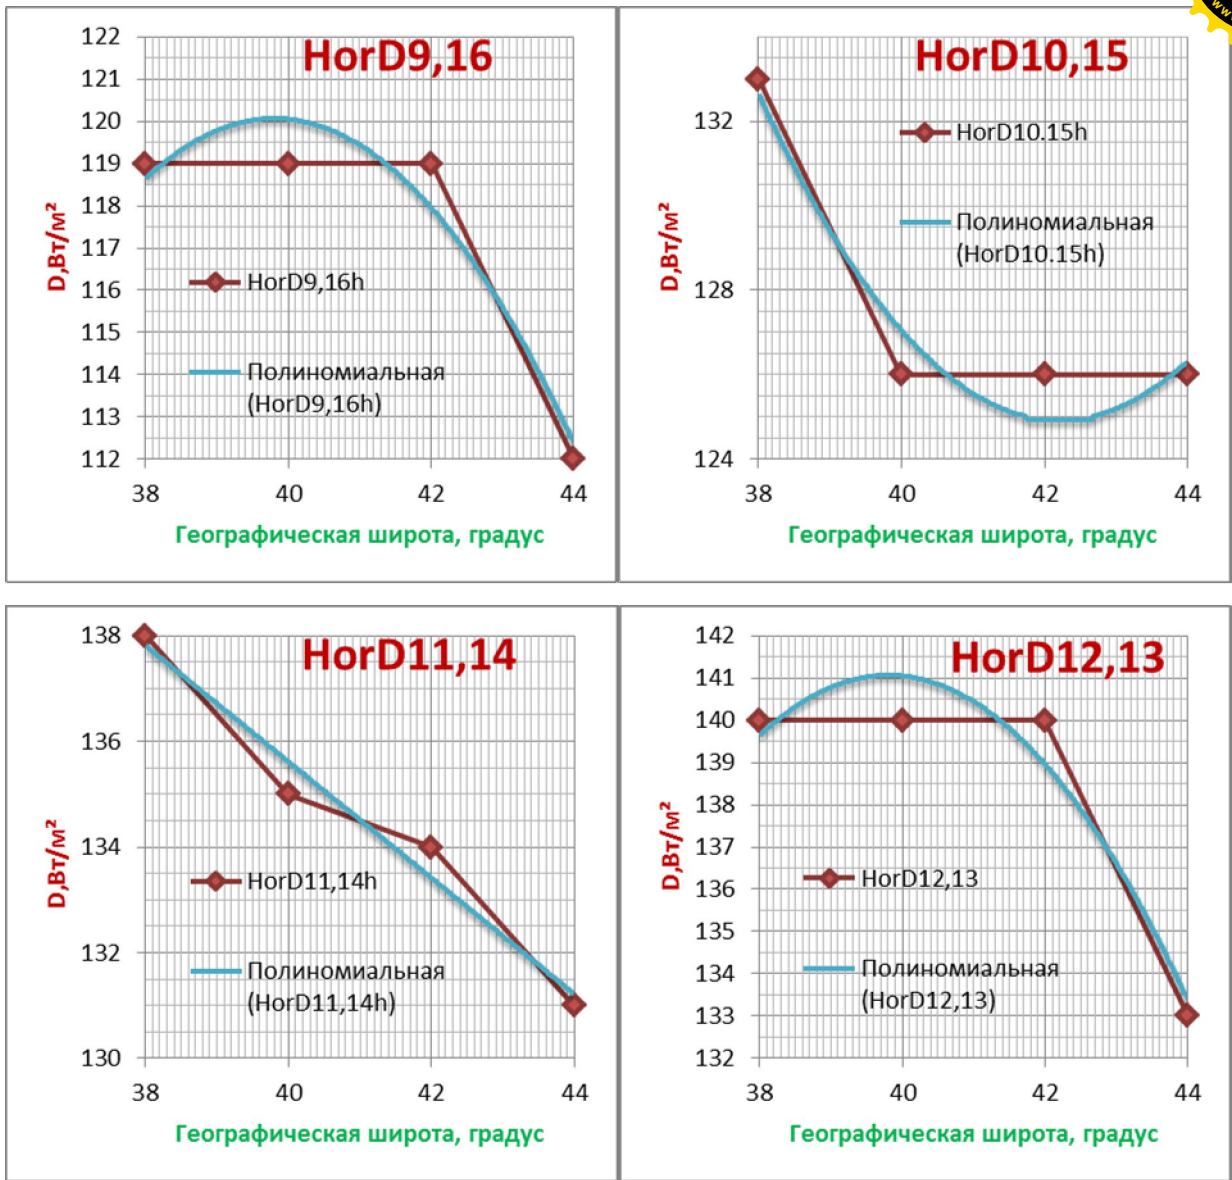 HorD9,16
122
121
120
119
118
117
116
115
114
113
112
D,Вт/м²
HorD9,16h
Полиномиальная
(HorD9,16h)
38 40 42 44
Географическая широта, градус
HorD10,15
132
128
124
D,Вт/м²
HorD10.15h
Полиномиальная
(HorD10.15h)
38 40 42 44
Географическая широта, градус
HorD11,14
138
136
134
132
130
D,Вт/м²
HorD11,14h
Полиномиальная
(HorD11,14h)
38 40 42 44
Географическая широта, градус
HorD12,13
142
141
140
139
138
137
136
135
134
133
132
D,Вт/м²
HorD12,13
Полиномиальная
(HorD12,13)
38 40 42 44
Географическая широта, градус